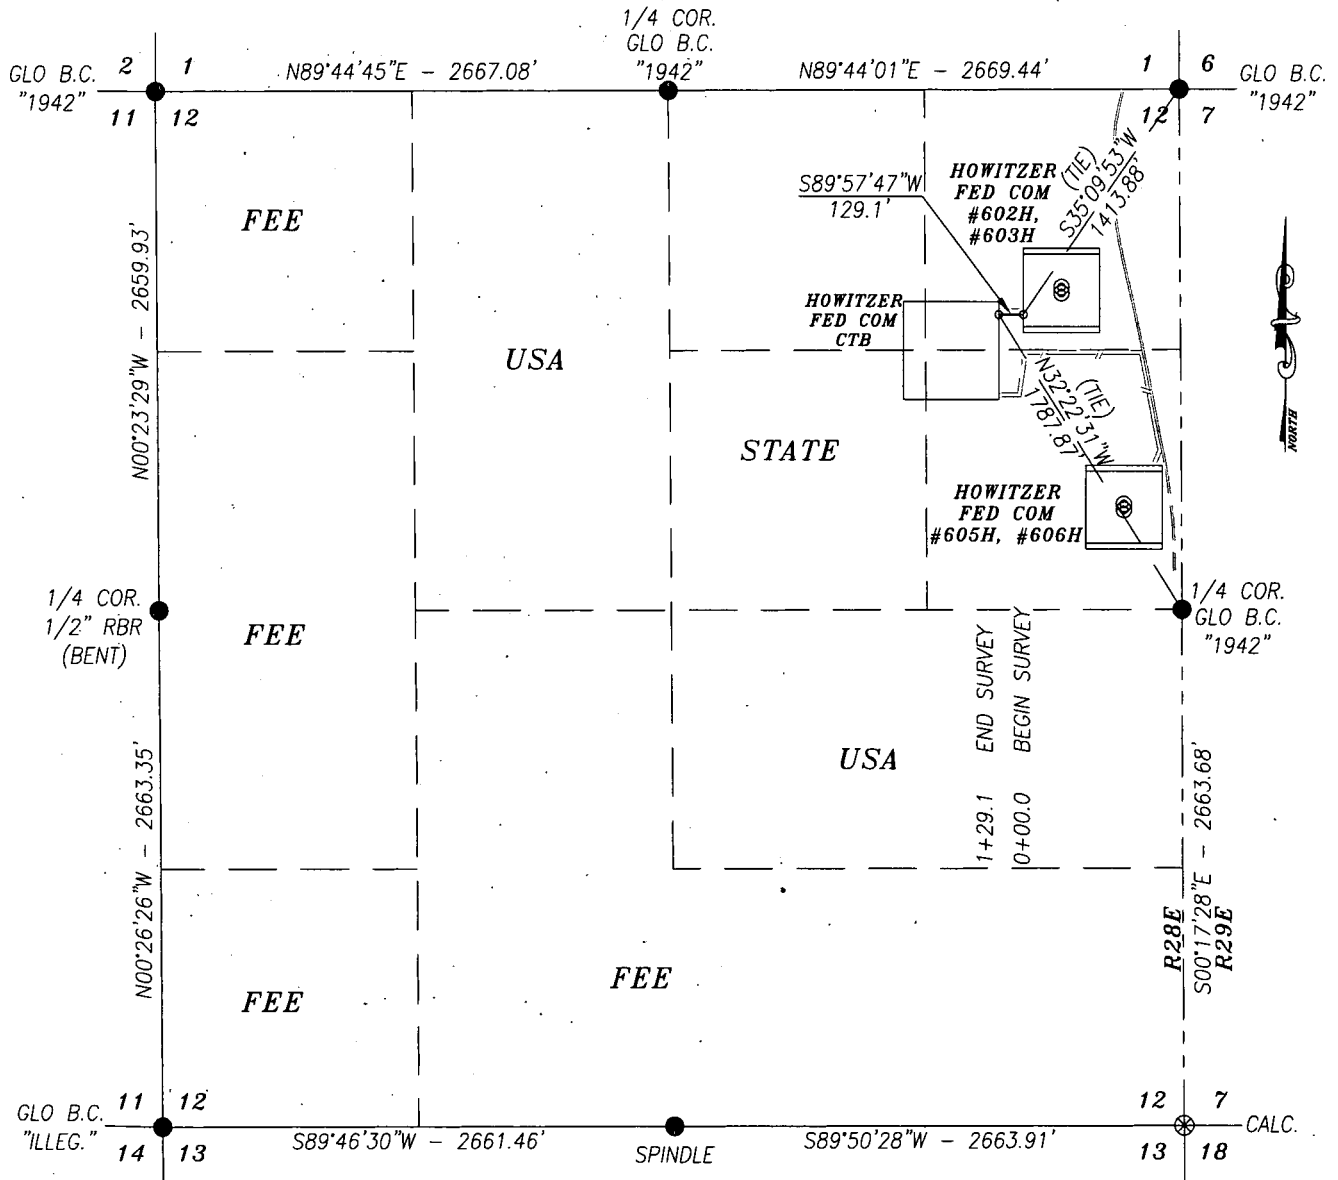 1/4 COR.
GLO B.C.
"1942"
GLO B.C.
"1942"
2 1
11 12
N89°44'45"E - 2667.08'
N89°44'01"E - 2669.44'
1 6
12 7
GLO B.C.
"1942"
FEE
S89°57'47"W
129.1'
HOWITZER
FED COM
#602H,
#603H
(TIE)
S35°09'53"W
1413.88'
N00°23'29"W - 2659.93'
HOWITZER
FED COM
CTB
USA
(TIE)
N32°22'31"W
1787.87'
NORTH
STATE
HOWITZER
FED COM
#605H, #606H
1/4 COR.
1/2" RBR
(BENT)
FEE
1/4 COR.
GLO B.C.
"1942"
1+29.1 END SURVEY
0+00.0 BEGIN SURVEY
USA
N00°26'26"W - 2663.35'
S00°17'28"E - 2663.68'
R28E
R29E
FEE
FEE
GLO B.C.
"ILLEG."
11 12
14 13
S89°46'30"W - 2661.46'
SPINDLE
S89°50'28"W - 2663.91'
12 7
13 18
CALC.